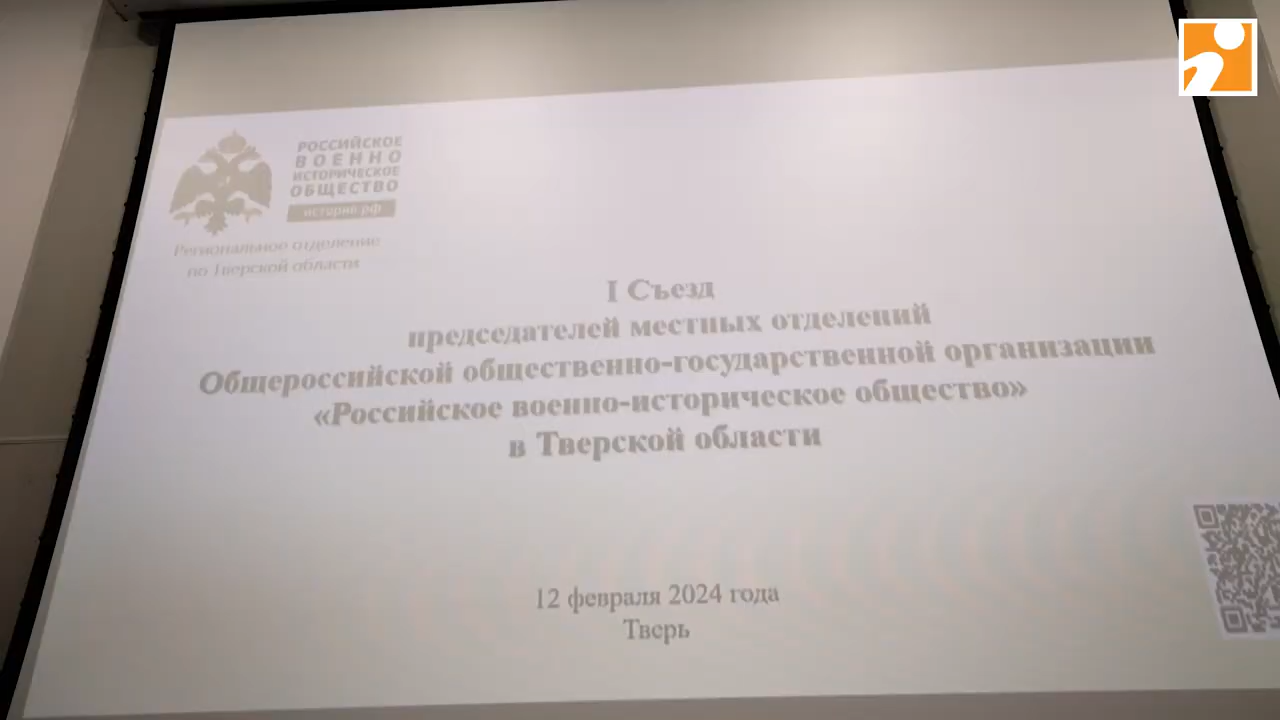 РОССИЙСКОЕ
ВОЕННО
ИСТОРИЧЕСКОЕ
ОБЩЕСТВО
история.рф
Региональное отделение
по Тверской области
I Съезд
председателей местных отделений
Общероссийской общественно-государственной организации
«Российское военно-историческое общество»
в Тверской области
12 февраля 2024 года
Тверь